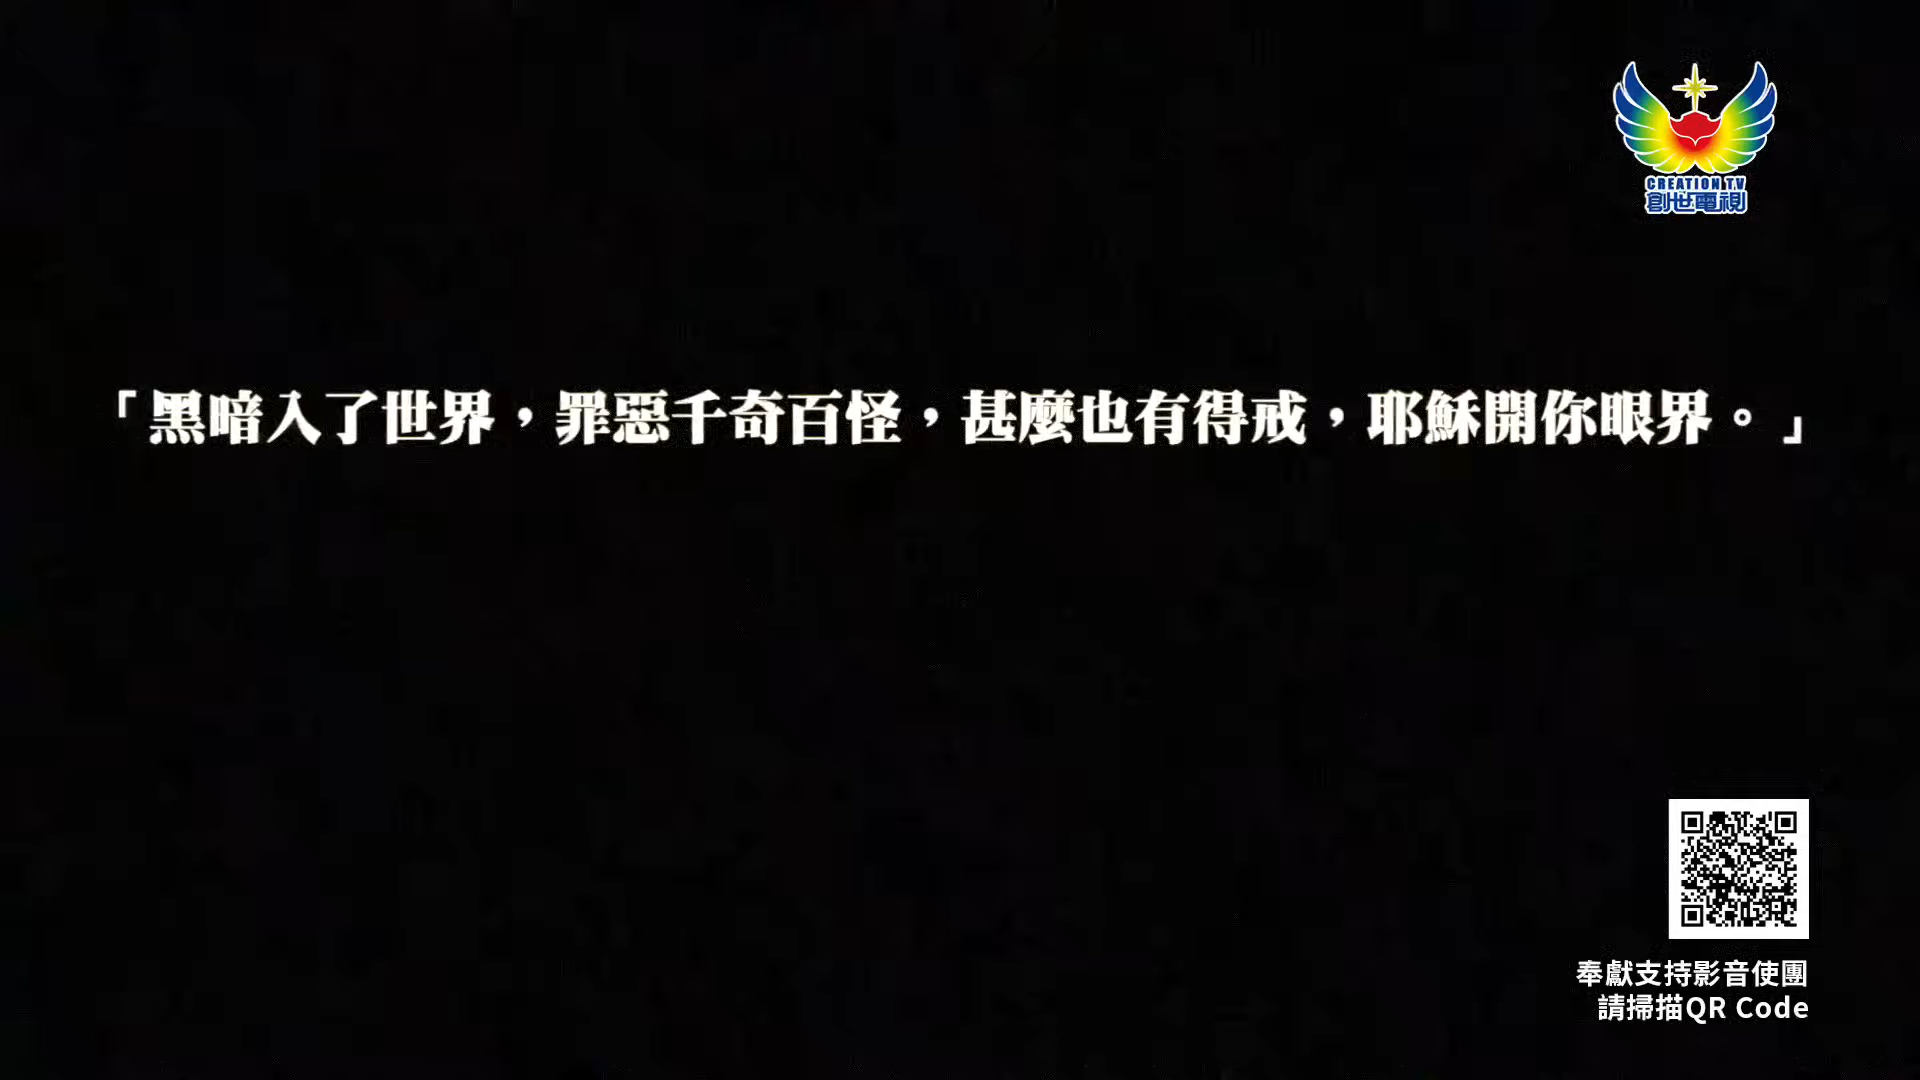 CREATION TV
創世電視
「黑暗入了世界，罪惡千奇百怪，甚麼也有得戒，耶穌開你眼界。」
奉獻支持影音使團
請掃描QR Code